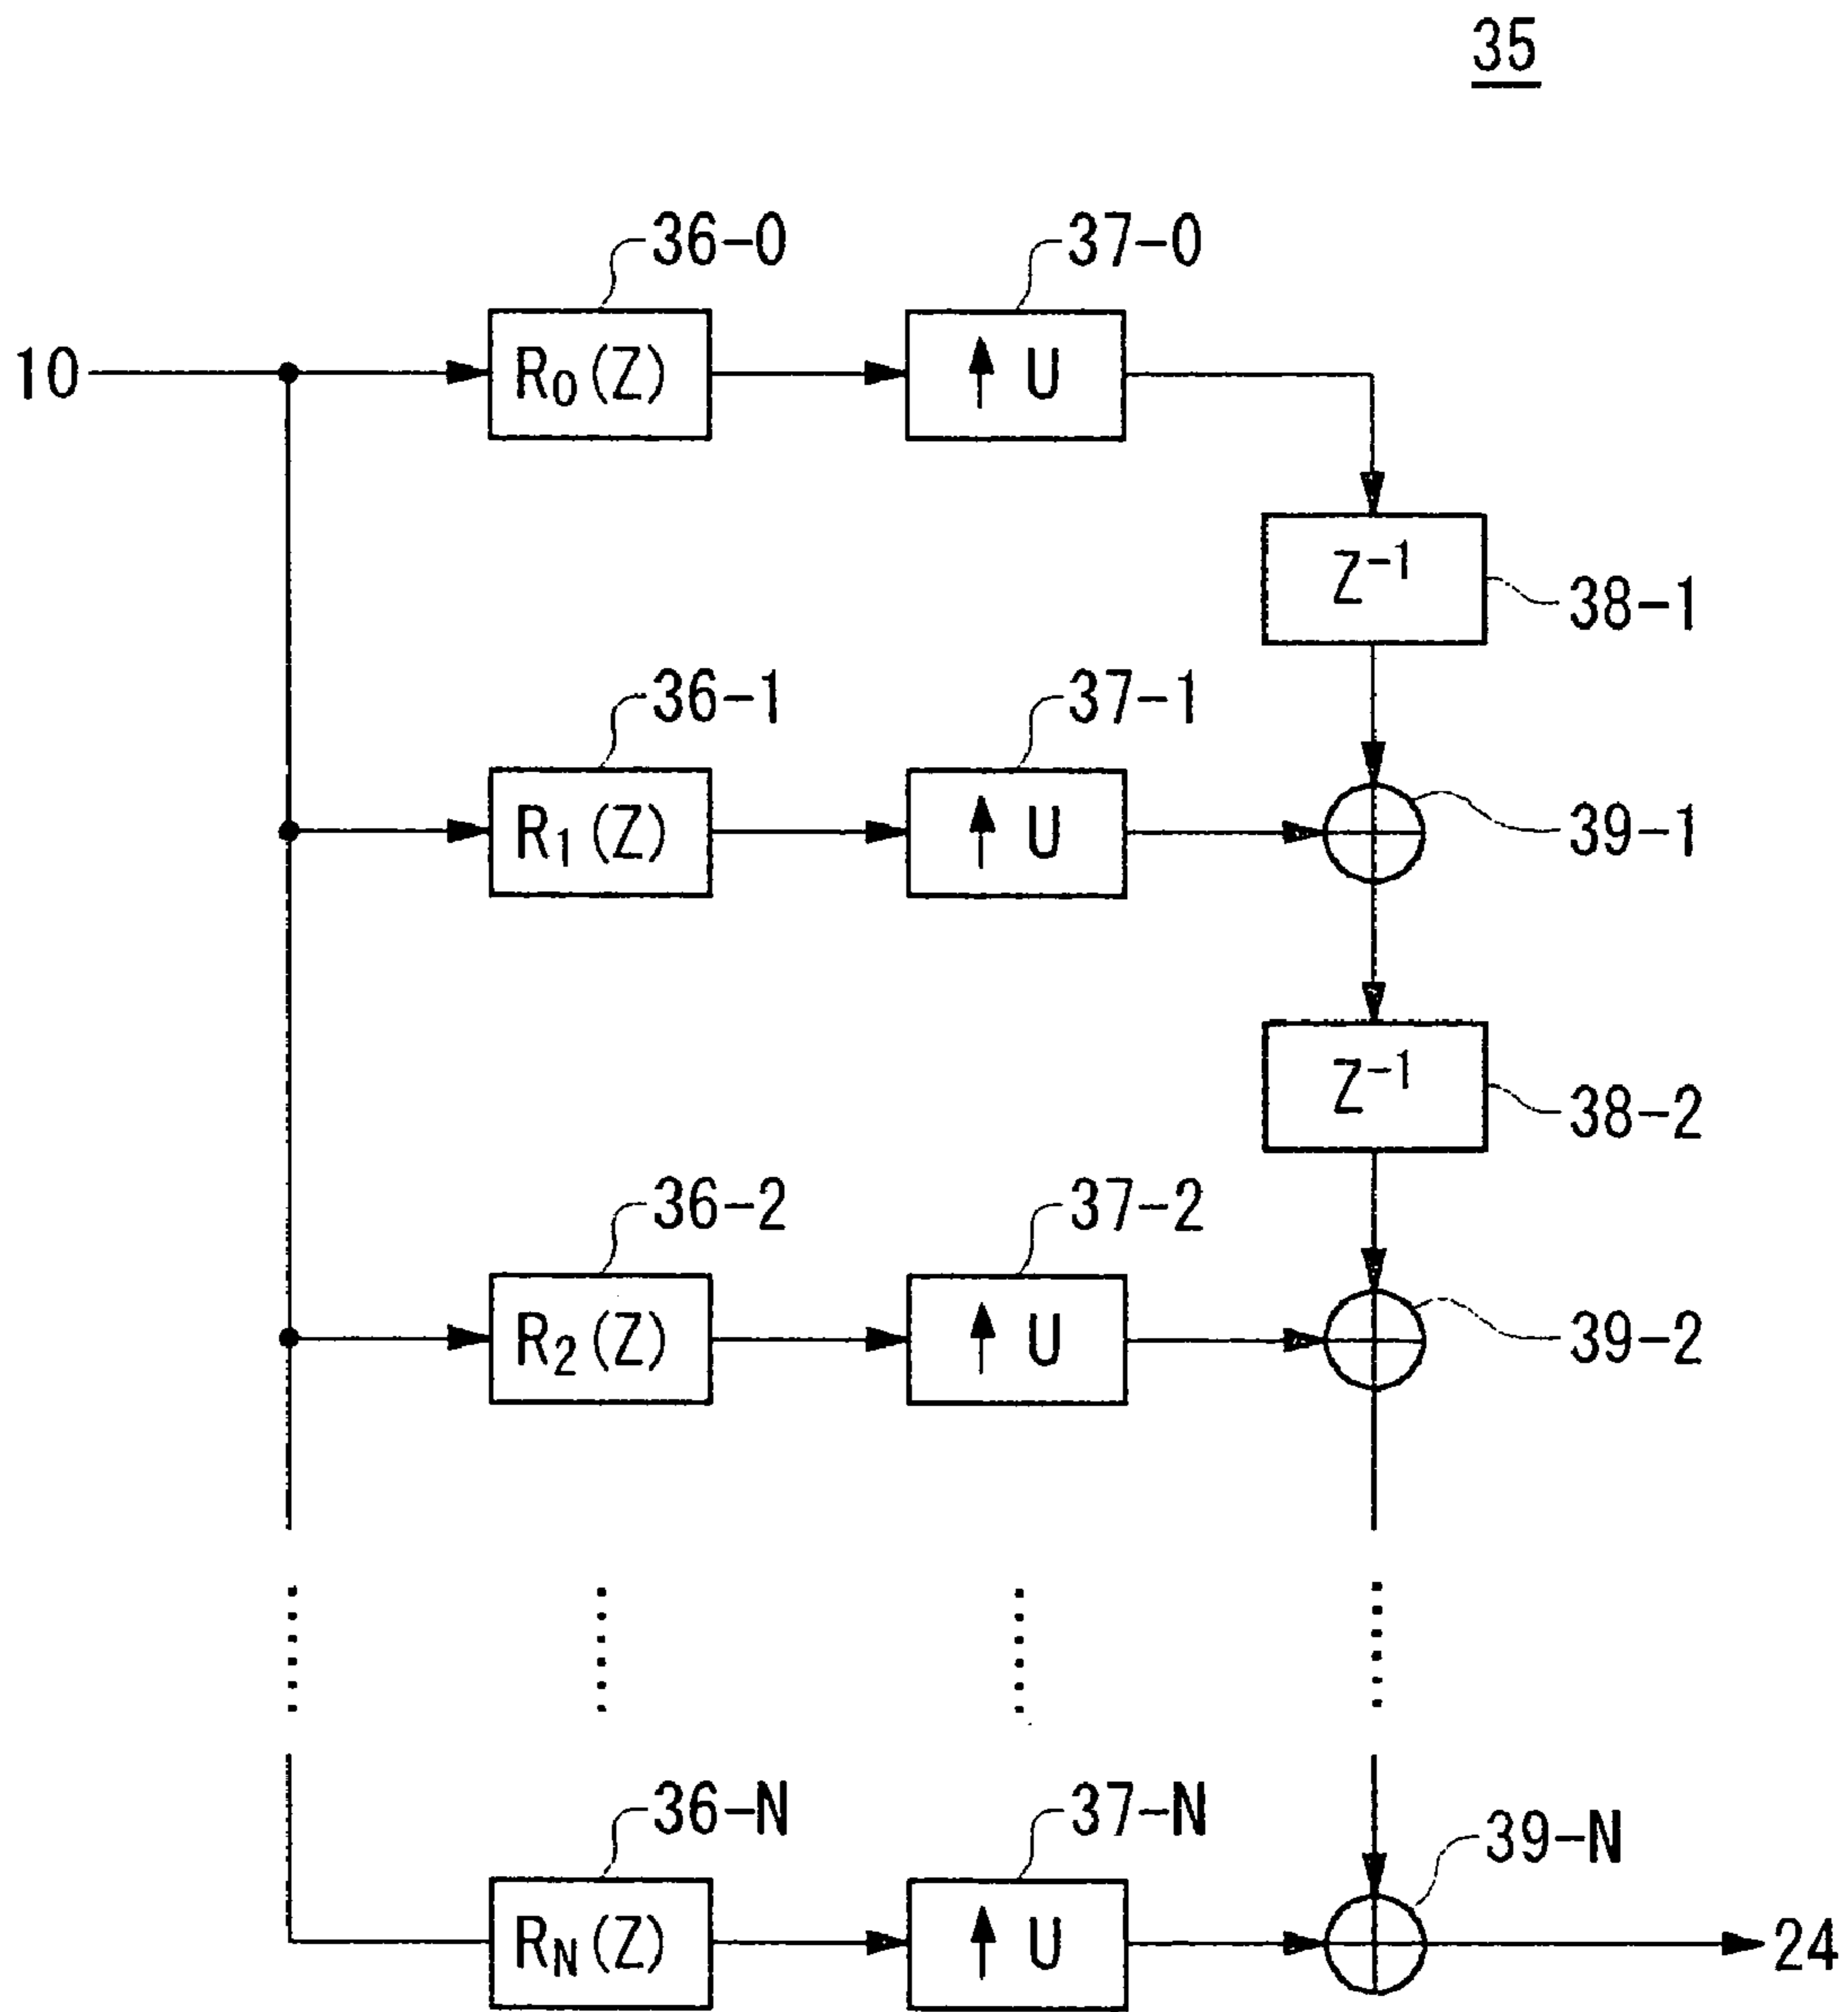 35
36-0 37-0
10 R₀(Z) ↑ U
Z⁻¹ 38-1
36-1 37-1
R₁(Z) ↑ U 39-1
Z⁻¹ 38-2
36-2 37-2
R₂(Z) ↑ U 39-2
36-N 37-N 39-N
R_N(Z) ↑ U 24